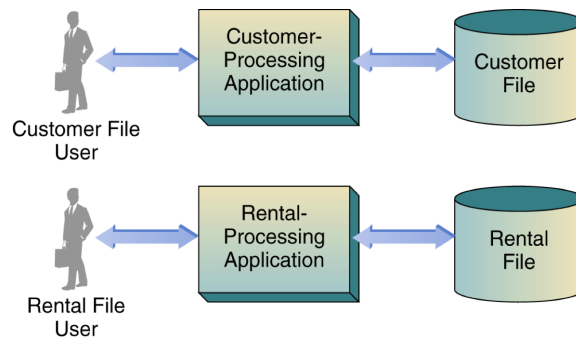 Customer-
Processing
Application
Customer
File
Customer File
User
Rental-
Processing
Application
Rental
File
Rental File
User